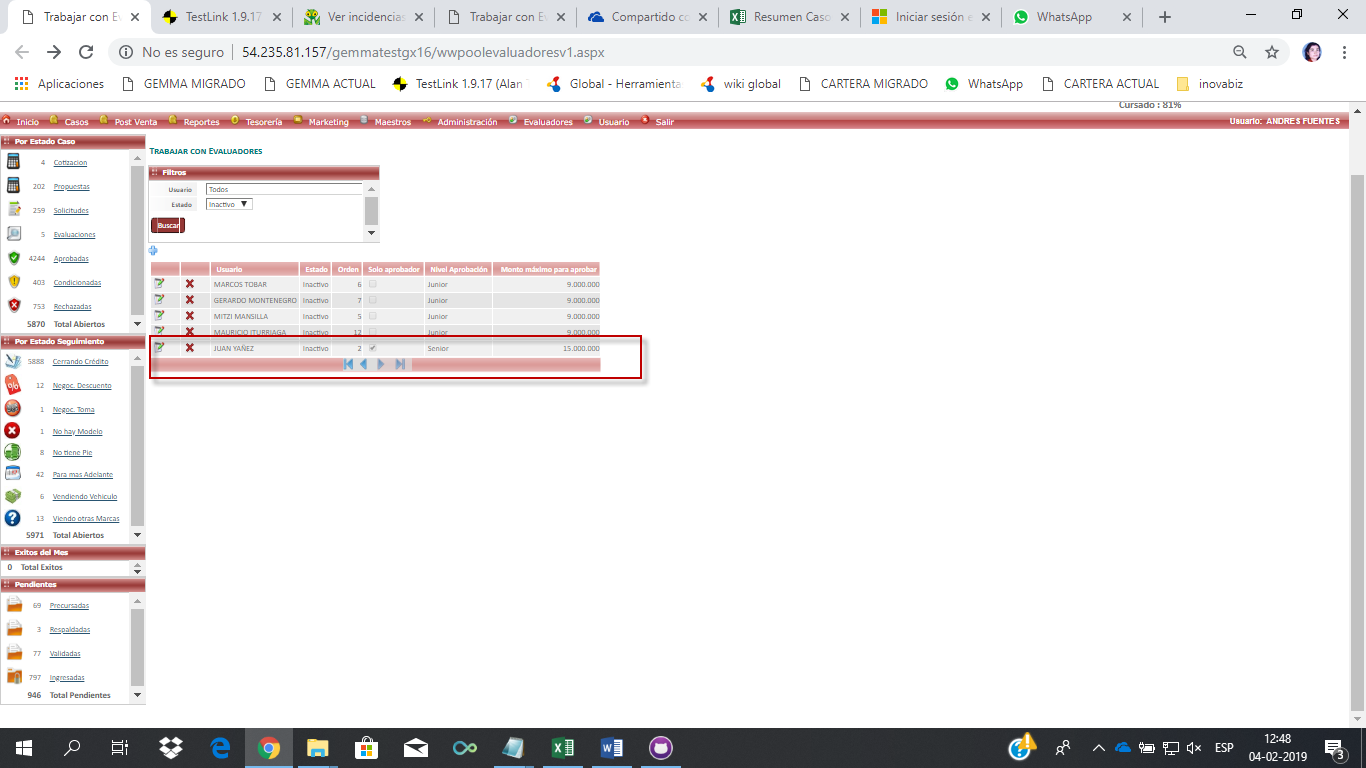 Trabajar con Ev
TestLink 1.9.17
Ver incidencias
Trabajar con Ev
Compartido co
Resumen Caso
Iniciar sesión e
WhatsApp
No es seguro | 54.235.81.157/gemmatestgx16/wwpoolevaluadoresv1.aspx
Aplicaciones GEMMA MIGRADO GEMMA ACTUAL TestLink 1.9.17 (Alan Global - Herramienta wiki global CARTERA MIGRADO WhatsApp CARTERA ACTUAL inovabiz
Cursado : 81%
Inicio Casos Post Venta Reportes Tesorería Marketing Maestros Administración Evaluadores Usuario Salir Usuario: ANDRES FUENTES
Por Estado Caso
4 Cotizacion
202 Propuestas
259 Solicitudes
5 Evaluaciones
4244 Aprobadas
403 Condicionadas
753 Rechazadas
5870 Total Abiertos
Por Estado Seguimiento
5888 Cerrando Crédito
12 Negoc. Descuento
1 Negoc. Toma
1 No hay Modelo
8 No tiene Pie
42 Para mas Adelante
6 Vendiendo Vehiculo
13 Viendo otras Marcas
5971 Total Abiertos
Exitos del Mes
0 Total Exitos
Pendientes
69 Precursadas
3 Respaldadas
77 Validadas
797 Ingresadas
946 Total Pendientes
TRABAJAR CON EVALUADORES
Filtros
Usuario Todos
Estado Inactivo
Buscar
Usuario Estado Orden Solo aprobador Nivel Aprobación Monto máximo para aprobar
MARCOS TOBAR Inactivo 6 Junior 9.000.000
GERARDO MONTENEGRO Inactivo 7 Junior 9.000.000
MITZI MANSILLA Inactivo 5 Junior 9.000.000
MAURICIO ITURRIAGA Inactivo 12 Junior 9.000.000
JUAN YAÑEZ Inactivo 2 Senior 15.000.000
ESP
12:48
04-02-2019
3